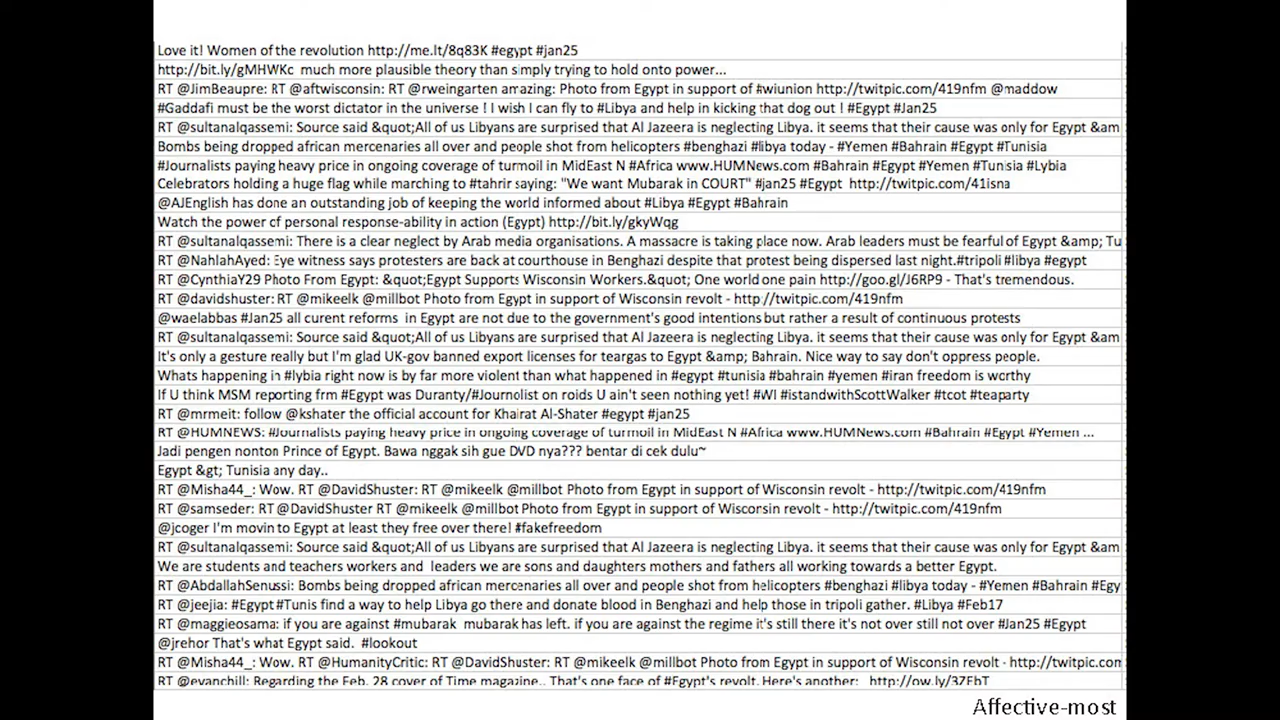 Love it! Women of the revolution http://me.lt/8q83K #egypt #jan25
http://bit.ly/gMHWKc much more plausible theory than simply trying to hold onto power...
RT @JimBeaupre: RT @aftwisconsin: RT @rweingarten amazing: Photo from Egypt in support of #wiunion http://twitpic.com/419nfm @maddow
#Gaddafi must be the worst dictator in the universe ! I wish I can fly to #Libya and help in kicking that dog out ! #Egypt #Jan25
RT @sultanalqassemi: Source said &quot;All of us Libyans are surprised that Al Jazeera is neglecting Libya. it seems that their cause was only for Egypt &am
Bombs being dropped african mercenaries all over and people shot from helicopters #benghazi #libya today - #Yemen #Bahrain #Egypt #Tunisia
#Journalists paying heavy price in ongoing coverage of turmoil in MidEast N #Africa www.HUMNews.com #Bahrain #Egypt #Yemen #Tunisia #Lybia
Celebrators holding a huge flag while marching to #tahrir saying: "We want Mubarak in COURT" #jan25 #Egypt http://twitpic.com/41isna
@AJEnglish has done an outstanding job of keeping the world informed about #Libya #Egypt #Bahrain
Watch the power of personal response-ability in action (Egypt) http://bit.ly/gkyWqg
RT @sultanalqassemi: There is a clear neglect by Arab media organisations. A massacre is taking place now. Arab leaders must be fearful of Egypt &amp; Tu
RT @NahlahAyed: Eye witness says protesters are back at courthouse in Benghazi despite that protest being dispersed last night.#tripoli #libya #egypt
RT @CynthiaY29 Photo From Egypt: &quot;Egypt Supports Wisconsin Workers.&quot; One world one pain http://goo.gl/J6RP9 - That's tremendous.
RT @davidshuster: RT @mikeelk @millbot Photo from Egypt in support of Wisconsin revolt - http://twitpic.com/419nfm
@waelabbas #Jan25 all curent reforms in Egypt are not due to the government's good intentions but rather a result of continuous protests
RT @sultanalqassemi: Source said &quot;All of us Libyans are surprised that Al Jazeera is neglecting Libya. it seems that their cause was only for Egypt &am
It's only a gesture really but I'm glad UK-gov banned export licenses for teargas to Egypt &amp; Bahrain. Nice way to say don't oppress people.
Whats happening in #lybia right now is by far more violent than what happened in #egypt #tunisia #bahrain #yemen #iran freedom is worthy
If U think MSM reporting frm #Egypt was Duranty/#Journolist on roids U ain't seen nothing yet! #WI #istandwithScottWalker #tcot #teaparty
RT @mrmeit: follow @kshater the official account for Khairat Al-Shater #egypt #jan25
RT @HUMNEWS: #Journalists paying heavy price in ongoing coverage of turmoil in MidEast N #Africa www.HUMNews.com #Bahrain #Egypt #Yemen ...
Jadi pengen nonton Prince of Egypt. Bawa nggak sih gue DVD nya??? bentar di cek dulu~
Egypt &gt; Tunisia any day..
RT @Misha44_: Wow. RT @DavidShuster: RT @mikeelk @millbot Photo from Egypt in support of Wisconsin revolt - http://twitpic.com/419nfm
RT @samseder: RT @DavidShuster RT @mikeelk @millbot Photo from Egypt in support of Wisconsin revolt - http://twitpic.com/419nfm
@jcoger I'm movin to Egypt at least they free over there! #fakefreedom
RT @sultanalqassemi: Source said &quot;All of us Libyans are surprised that Al Jazeera is neglecting Libya. it seems that their cause was only for Egypt &am
We are students and teachers workers and leaders we are sons and daughters mothers and fathers all working towards a better Egypt.
RT @AbdallahSenussi: Bombs being dropped african mercenaries all over and people shot from helicopters #benghazi #libya today - #Yemen #Bahrain #Egy
RT @jeejia: #Egypt #Tunis find a way to help Libya go there and donate blood in Benghazi and help those in tripoli gather. #Libya #Feb17
RT @maggieosama: if you are against #mubarak mubarak has left. if you are against the regime it's still there it's not over still not over #Jan25 #Egypt
@jrehor That's what Egypt said. #lookout
RT @Misha44_: Wow. RT @HumanityCritic: RT @DavidShuster: RT @mikeelk @millbot Photo from Egypt in support of Wisconsin revolt - http://twitpic.com
RT @evanchill: Regarding the Feb. 28 cover of Time magazine.. That's one face of #Egypt's revolt. Here's another: http://ow.ly/3ZFbT
Affective-most